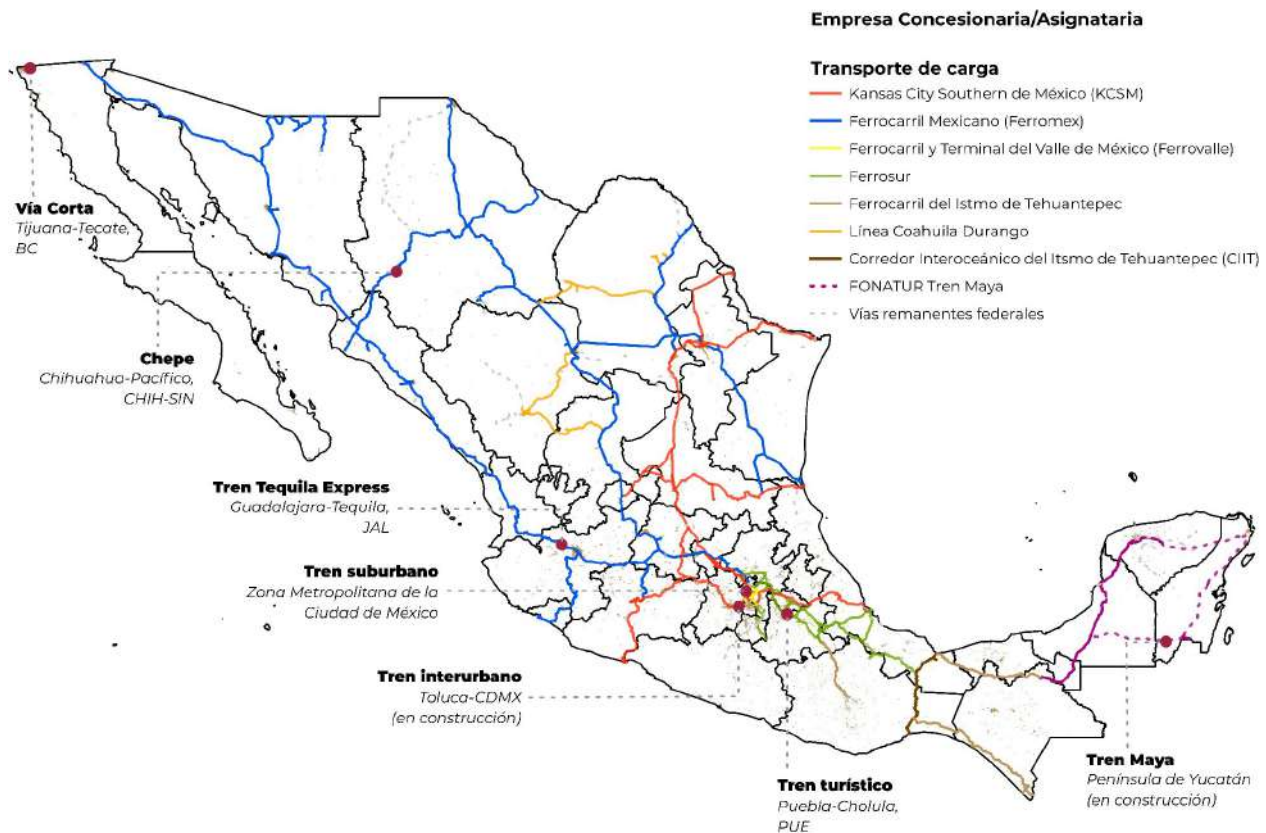 Empresa Concesionaria/Asignataria
Transporte de carga
Kansas City Southern de México (KCSM)
Ferrocarril Mexicano (Ferromex)
Ferrocarril y Terminal del Valle de México (Ferrovalle)
Ferrosur
Ferrocarril del Istmo de Tehuantepec
Línea Coahuila Durango
Corredor Interoceánico del Itsmo de Tehuantepec (CIIT)
FONATUR Tren Maya
Vías remanentes federales
Vía Corta
Tijuana-Tecate,
BC
Chepe
Chihuahua-Pacífico,
CHIH-SIN
Tren Tequila Express
Guadalajara-Tequila,
JAL
Tren suburbano
Zona Metropolitana de la
Ciudad de México
Tren interurbano
Toluca-CDMX
(en construcción)
Tren turístico
Puebla-Cholula,
PUE
Tren Maya
Península de Yucatán
(en construcción)